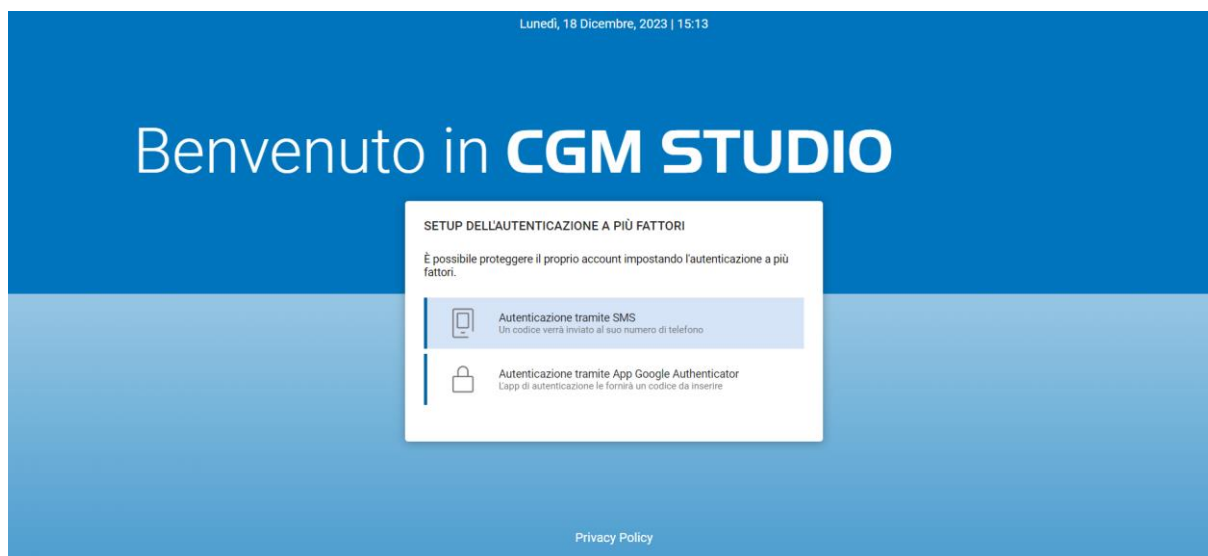 Lunedì, 18 Dicembre, 2023 | 15:13
Benvenuto in CGM STUDIO
SETUP DELL'AUTENTICAZIONE A PIÙ FATTORI
È possibile proteggere il proprio account impostando l'autenticazione a più
fattori.
Autenticazione tramite SMS
Un codice verrà inviato al suo numero di telefono
Autenticazione tramite App Google Authenticator
L'app di autenticazione le fornirà un codice da inserire
Privacy Policy